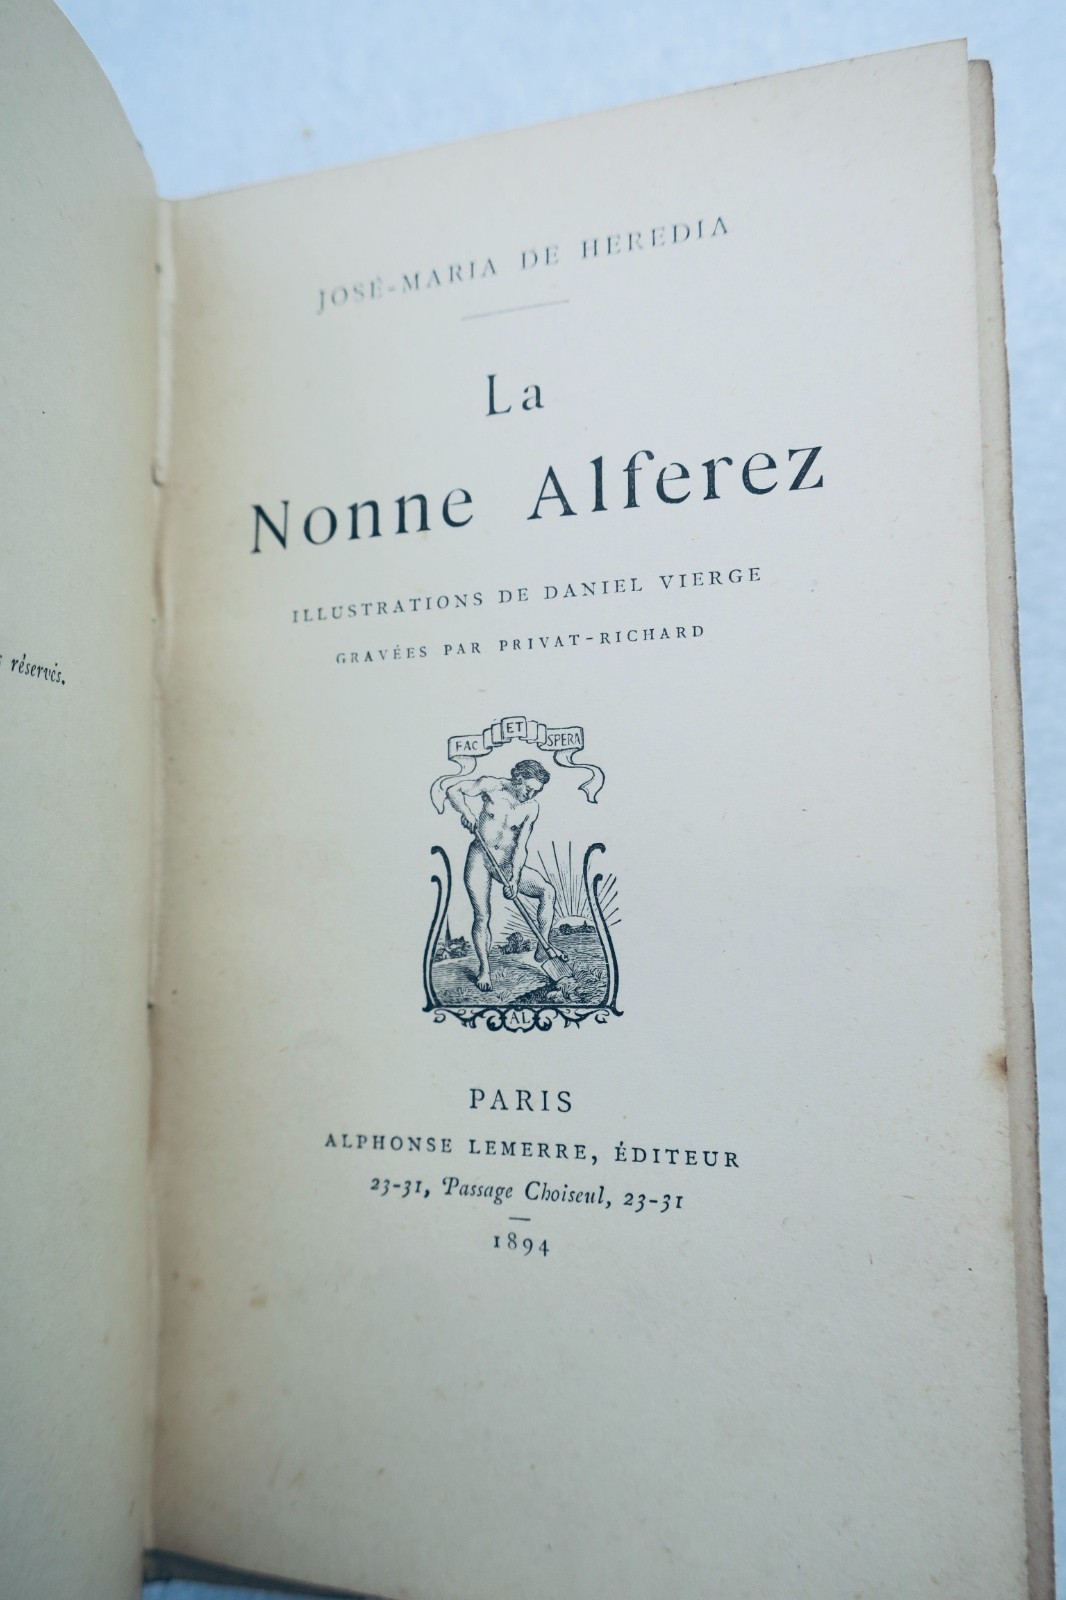 réservés.
JOSÉ-MARIA DE HEREDIA
La
Nonne Alferez
ILLUSTRATIONS DE DANIEL VIERGE
GRAVÉES PAR PRIVAT-RICHARD
FAC ET SPERA
AL
PARIS
ALPHONSE LEMERRE, ÉDITEUR
23-31, Passage Choiseul, 23-31
1894